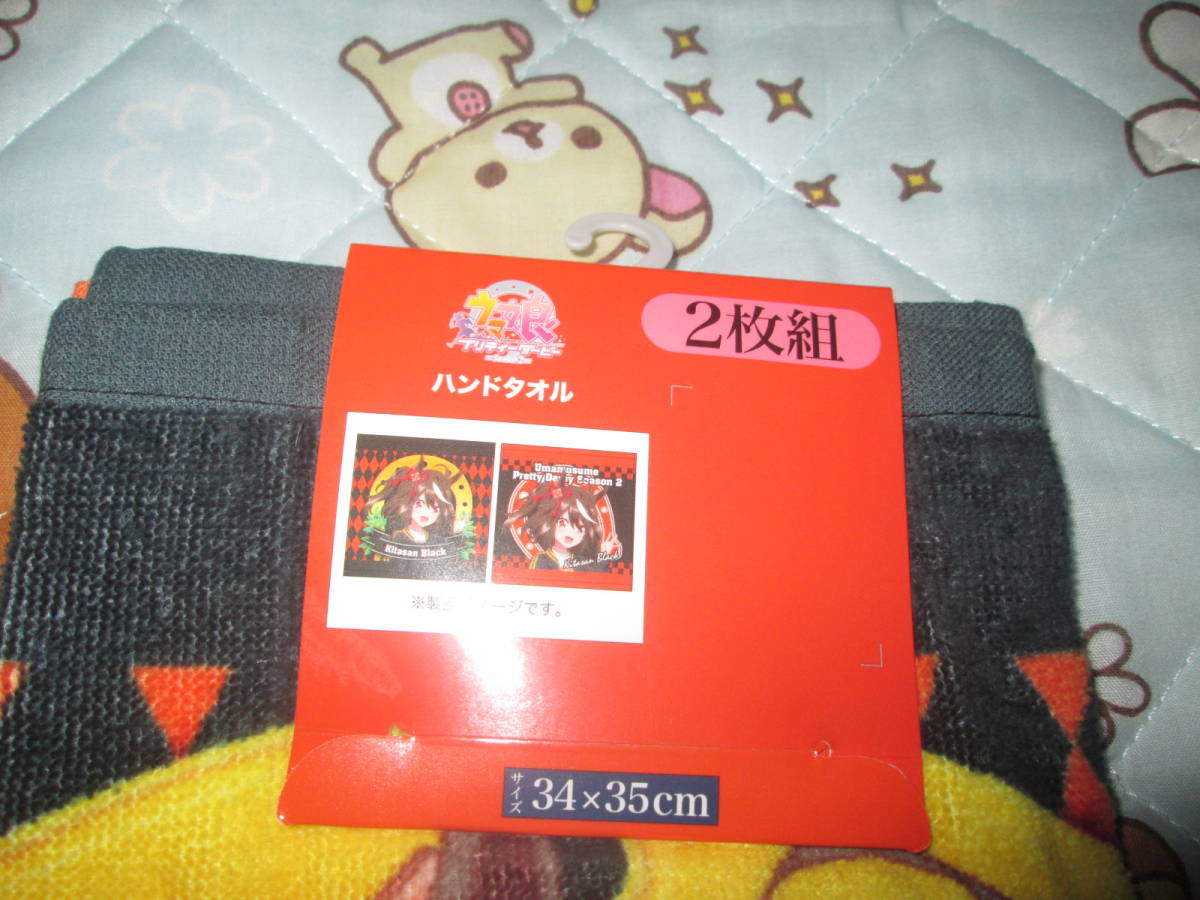 ウマ娘
プリティーダービー
2枚組
ハンドタオル
Kitasan Black
Umamusume
Pretty Derby Season 2
Kitasan Black
※製品イメージです。
サイズ 34×35cm